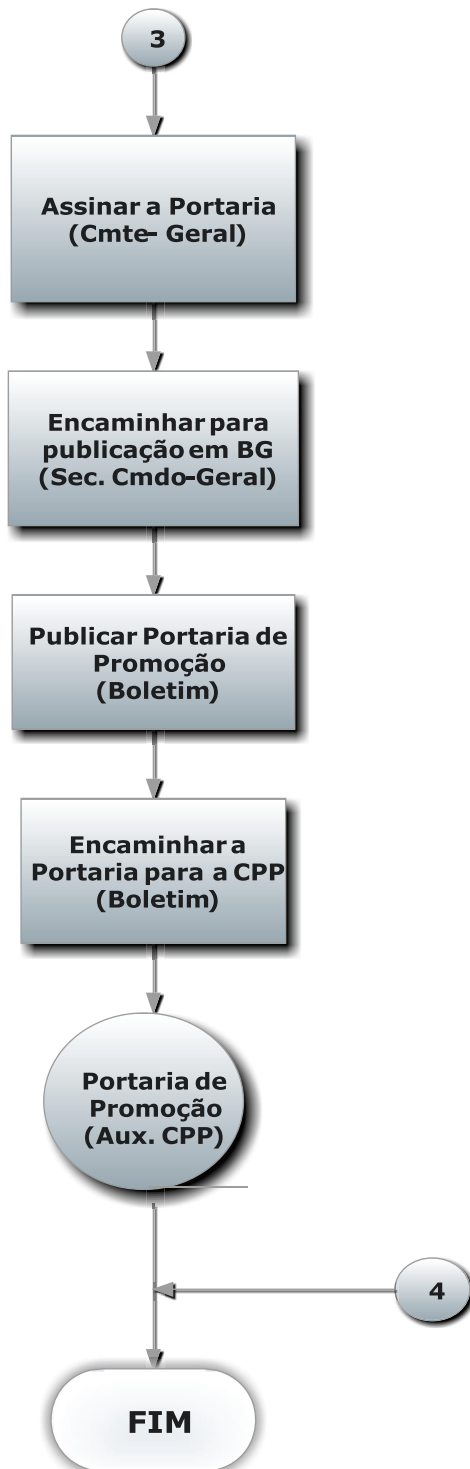 3
Assinar a Portaria
(Cmte- Geral)
Encaminhar para
publicação em BG
(Sec. Cmdo-Geral)
Publicar Portaria de
Promoção
(Boletim)
Encaminhar a
Portaria para a CPP
(Boletim)
Portaria de
Promoção
(Aux. CPP)
4
FIM